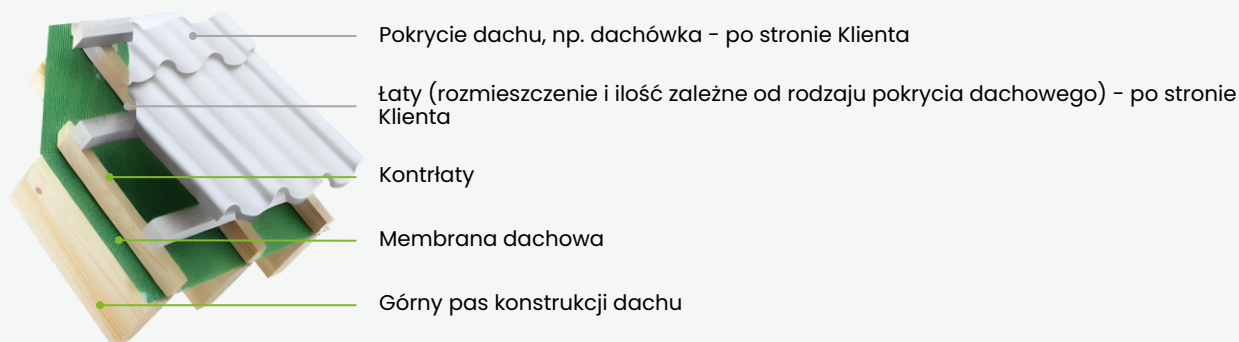 Pokrycie dachu, np. dachówka - po stronie Klienta
Łaty (rozmieszczenie i ilość zależne od rodzaju pokrycia dachowego) - po stronie
Klienta
Kontrłaty
Membrana dachowa
Górny pas konstrukcji dachu